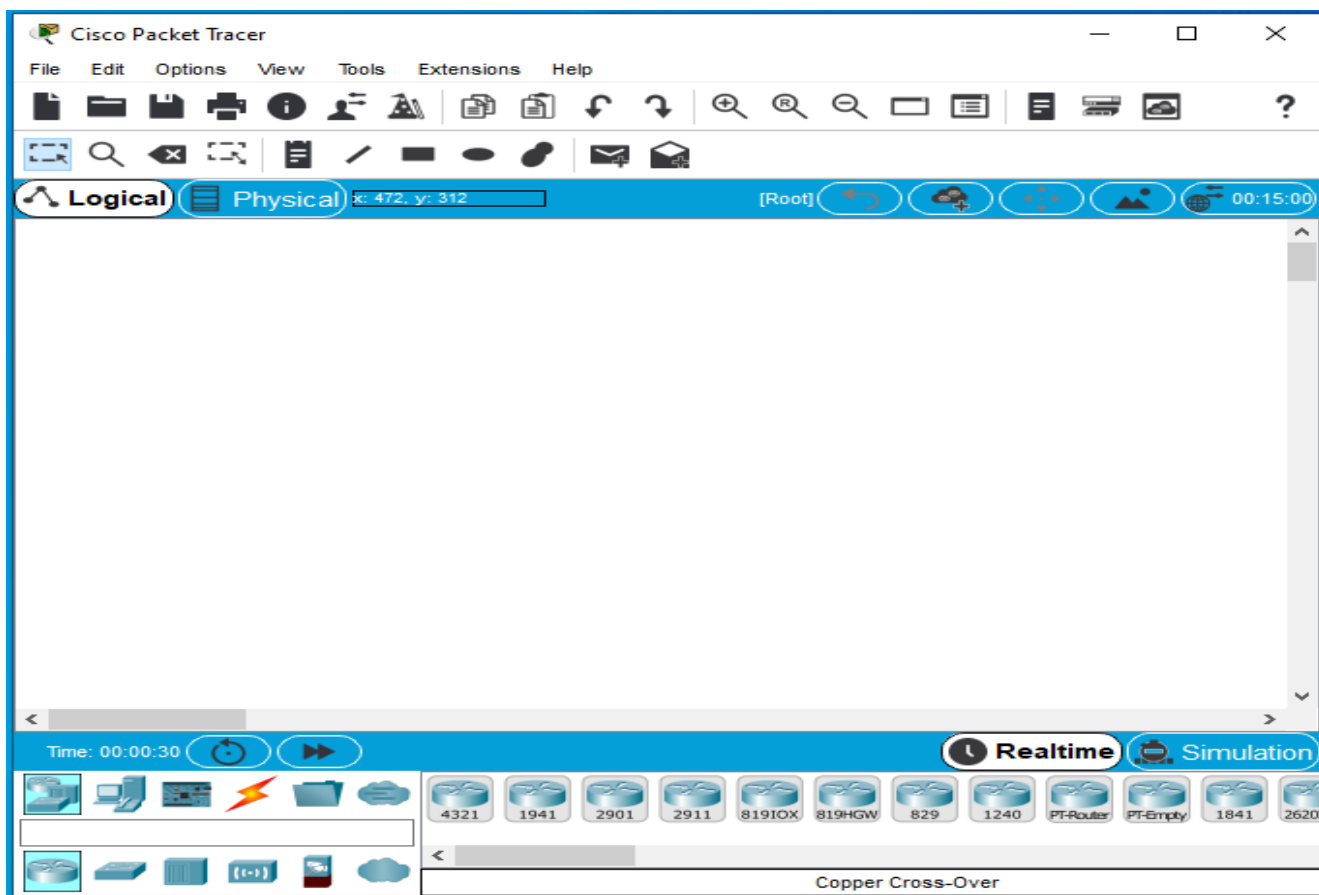 Cisco Packet Tracer
File Edit Options View Tools Extensions Help
R ?
Logical Physical x: 472, y: 312 [Root] 00:15:00
Time: 00:00:30 Realtime Simulation
4321 1941 2901 2911 819IOX 819HGW 829 1240 PT-Router PT-Empty 1841 2620
Copper Cross-Over